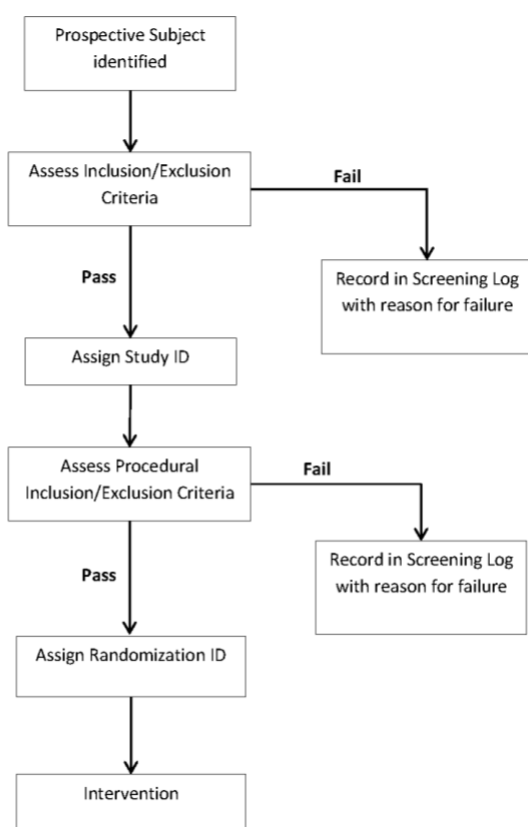 Prospective Subject
identified
Assess Inclusion/Exclusion
Criteria
Fail
Pass
Record in Screening Log
with reason for failure
Assign Study ID
Assess Procedural
Inclusion/Exclusion Criteria
Fail
Pass
Record in Screening Log
with reason for failure
Assign Randomization ID
Intervention